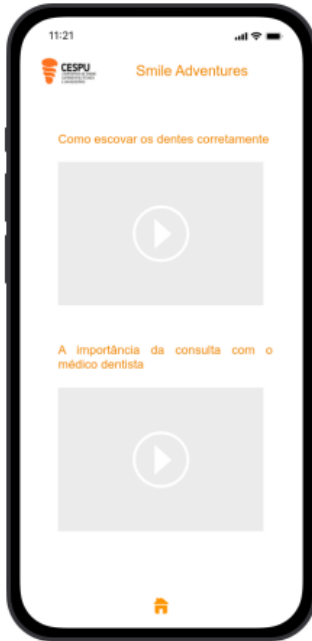 11:21
CESPU
Smile Adventures
Como escovar os dentes corretamente
A importância da consulta com o
médico dentista